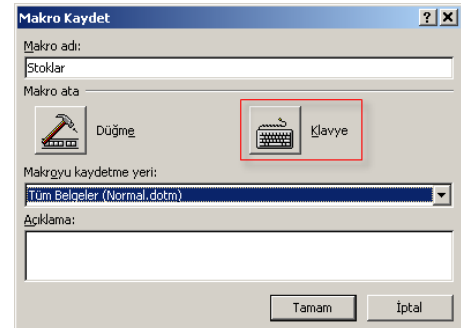 Makro Kaydet
Makro adı:
Stoklar
Makro ata
Düğme
Klavye
Makroyu kaydetme yeri:
Tüm Belgeler (Normal.dotm)
Açıklama:
Tamam
İptal